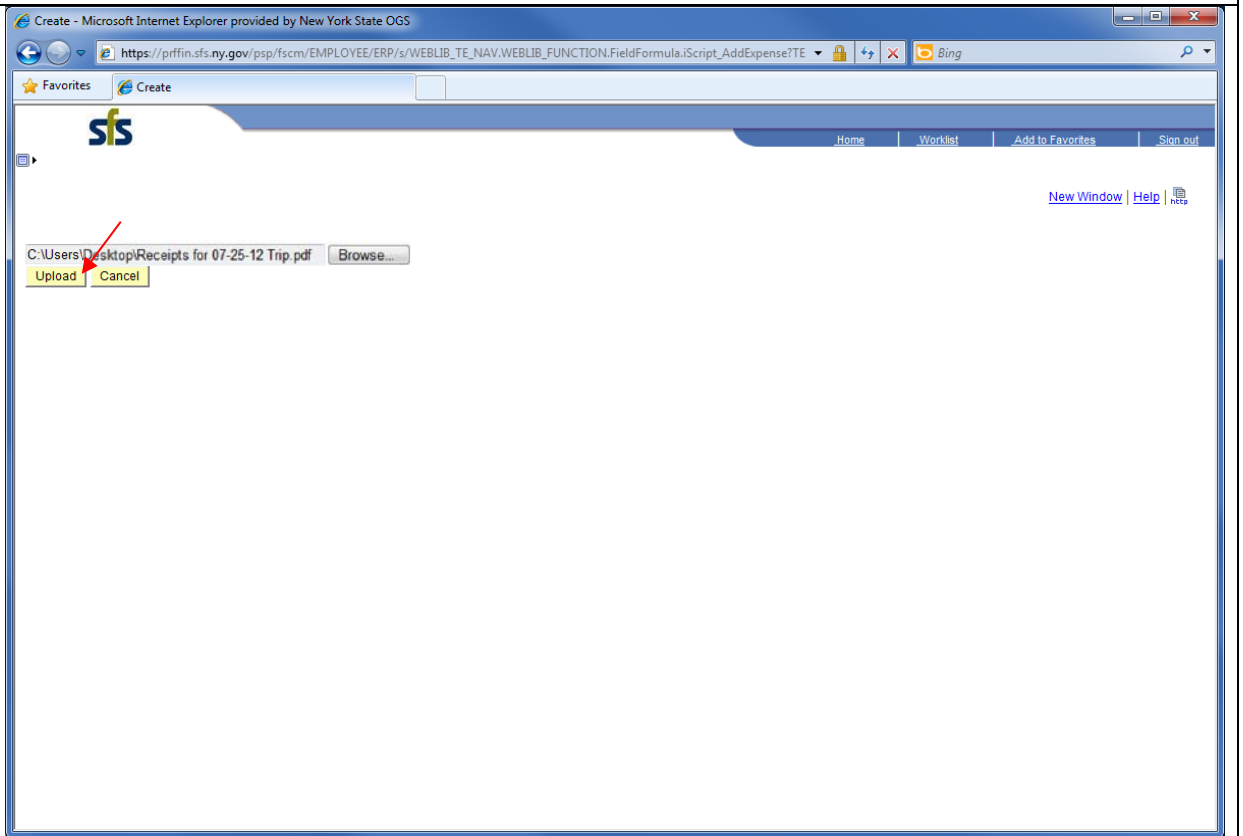 Create - Microsoft Internet Explorer provided by New York State OGS
https://prffin.sfs.ny.gov/psp/fscm/EMPLOYEE/ERP/s/WEBLIB_TE_NAV.WEBLIB_FUNCTION.FieldFormula.iScript_AddExpense?TE Bing
Favorites Create
sfs
Home Worklist Add to Favorites Sign out
New Window | Help | http
C:\Users\Desktop\Receipts for 07-25-12 Trip.pdf Browse...
Upload Cancel